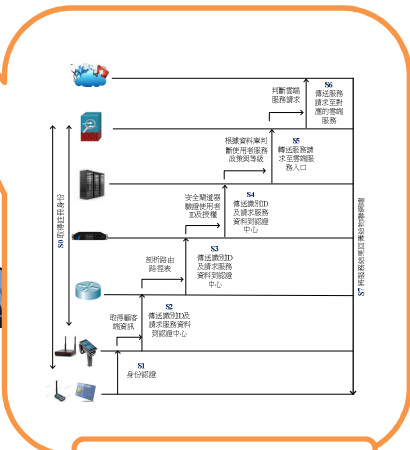 S6
傳送服務
請求至對
應的雲端
服務
判斷雲端
服務請求
S5
轉送服務請
求至雲端服
務入口
根據資料庫判
斷使用者服務
政策與等級
S4
傳送識別ID
及請求服務
資料到認證
中心
安全閘道器
驗證使用者
ID及授權
S3
傳送識別ID
及請求服務
資料到認證
中心
剖析路由
路徑表
S2
傳送識別ID及
請求服務資料
到認證中心
取得顧客
端資訊
S1
身份認證
S0 取得註冊身份
S7